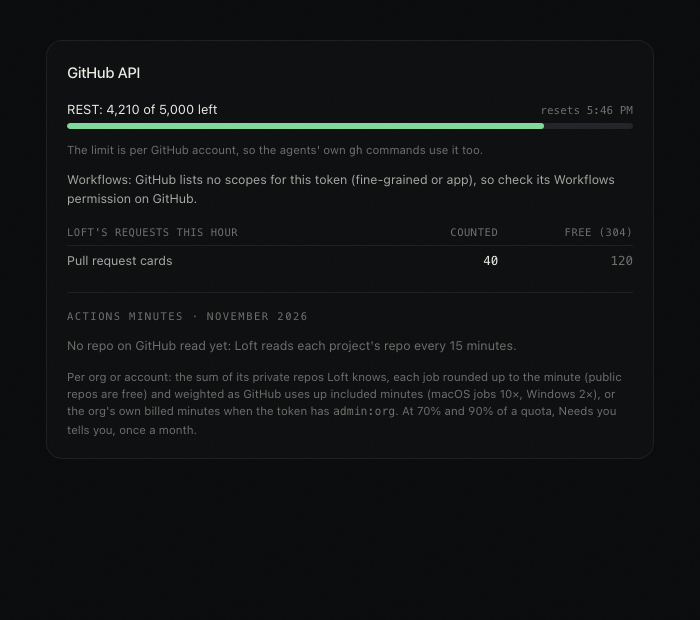 GitHub API
REST: 4,210 of 5,000 left
resets 5:46 PM
The limit is per GitHub account, so the agents' own gh commands use it too.
Workflows: GitHub lists no scopes for this token (fine-grained or app), so check its Workflows
permission on GitHub.
LOFT'S REQUESTS THIS HOUR COUNTED FREE (304)
Pull request cards 40 120
ACTIONS MINUTES · NOVEMBER 2026
No repo on GitHub read yet: Loft reads each project's repo every 15 minutes.
Per org or account: the sum of its private repos Loft knows, each job rounded up to the minute (public
repos are free) and weighted as GitHub uses up included minutes (macOS jobs 10×, Windows 2×), or
the org's own billed minutes when the token has admin:org. At 70% and 90% of a quota, Needs you
tells you, once a month.